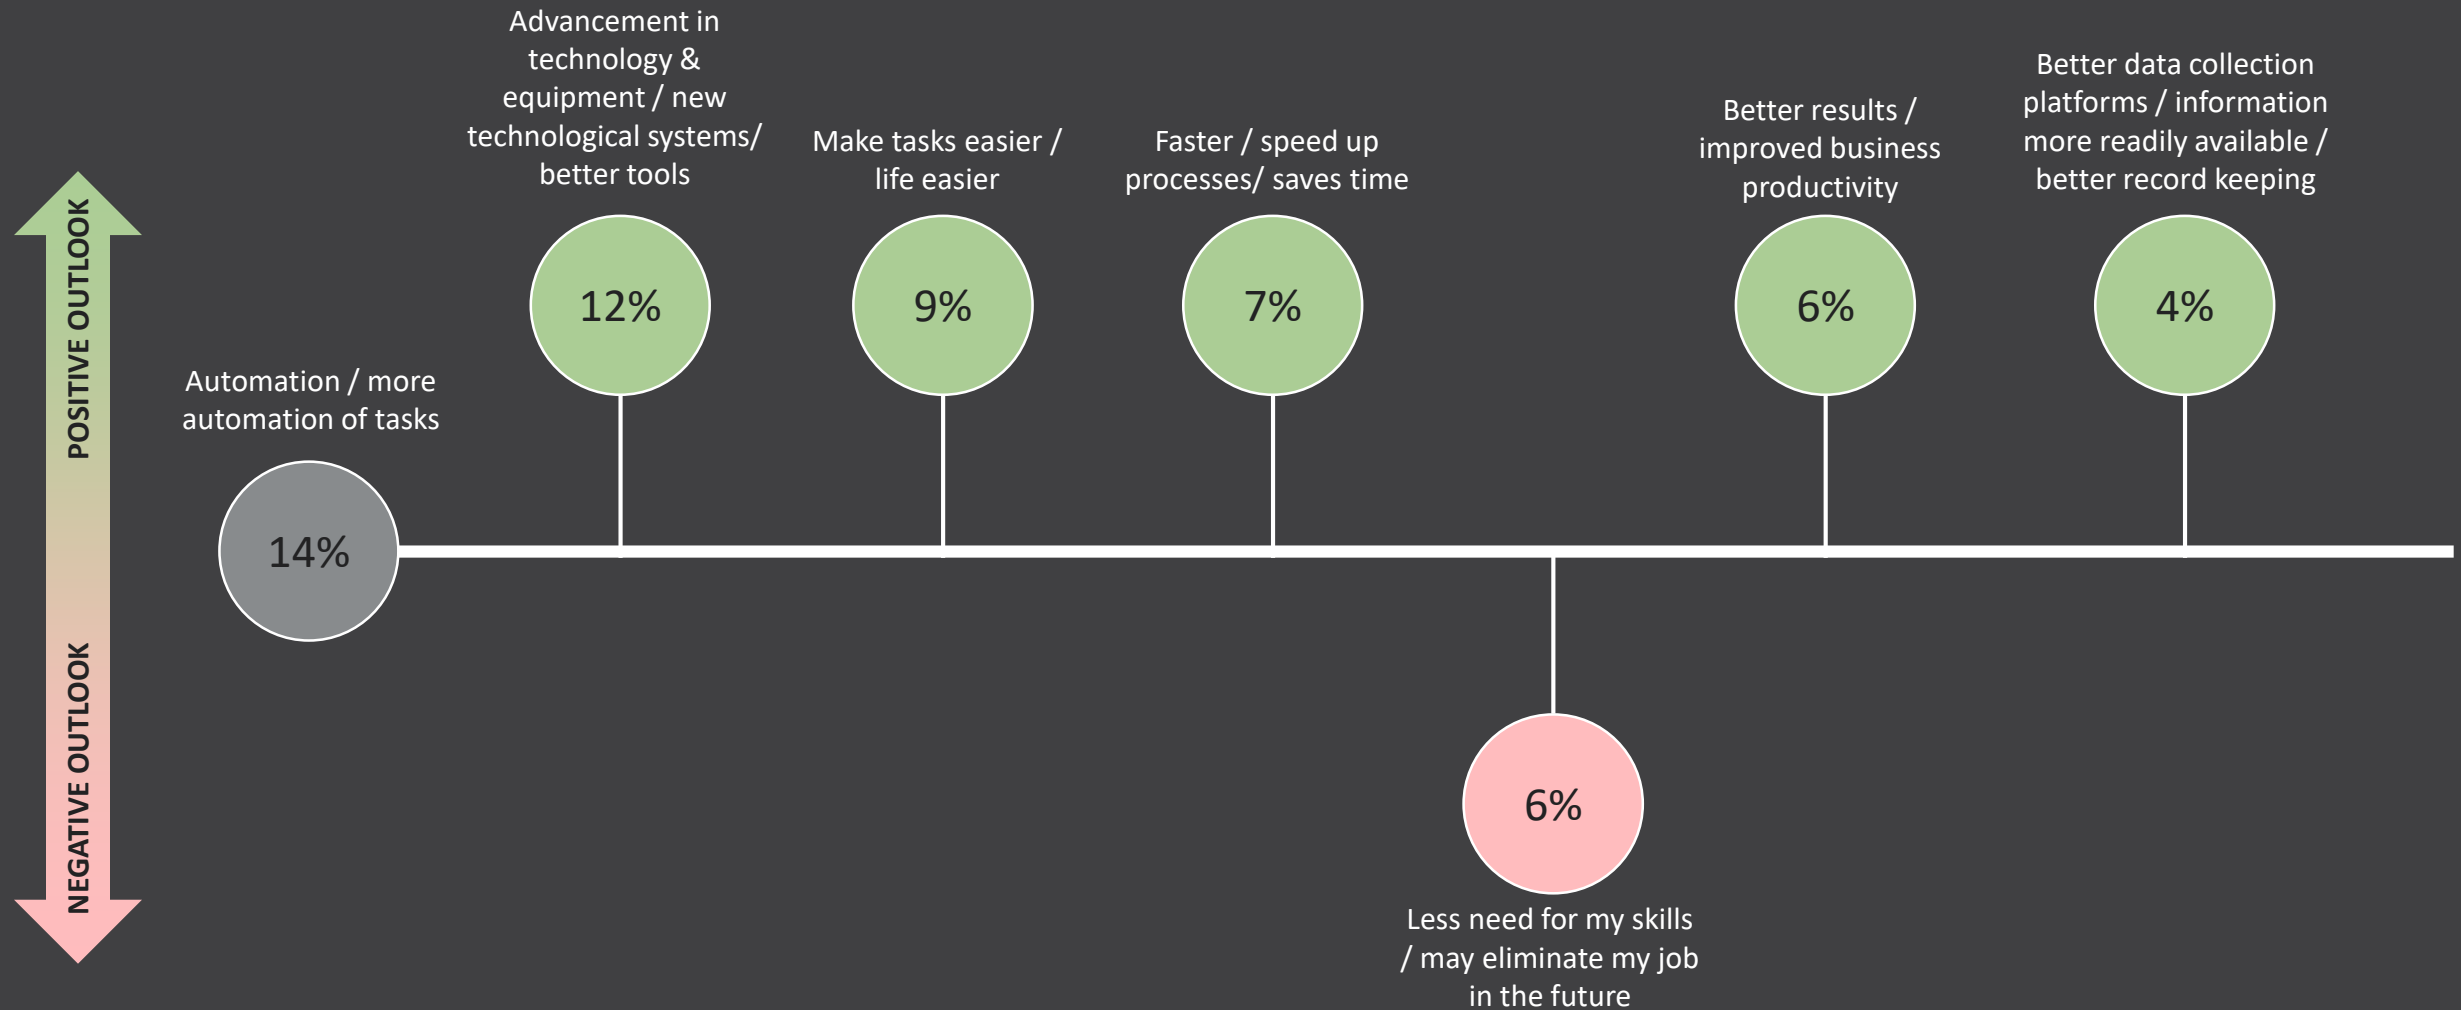 POSITIVE OUTLOOK
NEGATIVE OUTLOOK
Automation / more
automation of tasks
14%
Advancement in
technology &
equipment / new
technological systems/
better tools
12%
Make tasks easier /
life easier
9%
Faster / speed up
processes/ saves time
7%
Less need for my skills
/ may eliminate my job
in the future
6%
Better results /
improved business
productivity
6%
Better data collection
platforms / information
more readily available /
better record keeping
4%